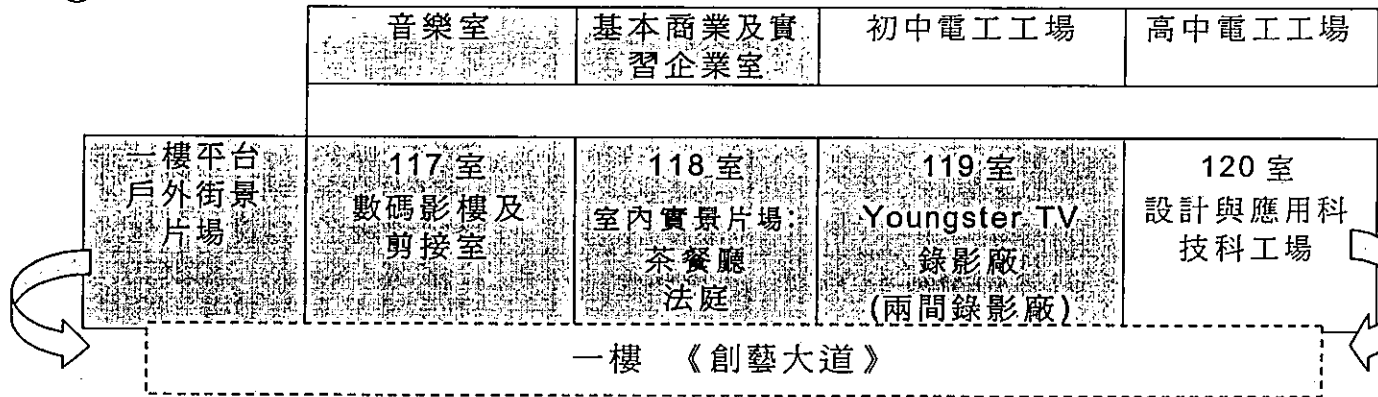 音樂室
基本商業及實
習企業室
初中電工工場
高中電工工場
一樓平台
戶外街景
片場
117 室
數碼影樓及
剪接室
118 室
室內實景片場:
茶餐廳
法庭
119 室
Youngster TV
錄影廠
(兩間錄影廠)
120 室
設計與應用科
技科工場
一樓 《創藝大道》